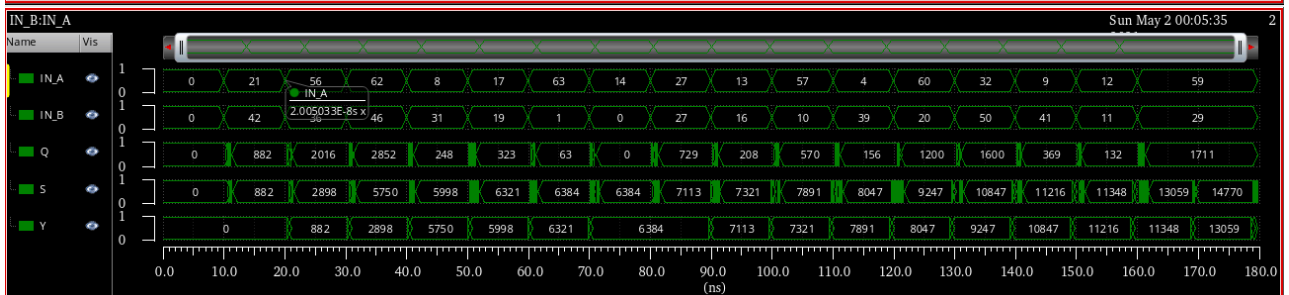 IN_B:IN_A
Sun May 2 00:05:35 2
Name Vis
IN_A 1 0 0 21 56 62 8 17 63 14 27 13 57 4 60 32 9 12 59
IN_A
2.005033E-8s x
IN_B 1 0 0 42 46 31 19 1 0 27 16 10 39 20 50 41 11 29
Q 1 0 0 882 2016 2852 248 323 63 0 729 208 570 156 1200 1600 369 132 1711
S 1 0 0 882 2898 5750 5998 6321 6384 6384 7113 7321 7891 8047 9247 10847 11216 11348 13059 14770
Y 1 0 0 882 2898 5750 5998 6321 6384 7113 7321 7891 8047 9247 10847 11216 11348 13059
0.0 10.0 20.0 30.0 40.0 50.0 60.0 70.0 80.0 90.0 100.0 110.0 120.0 130.0 140.0 150.0 160.0 170.0 180.0
(ns)